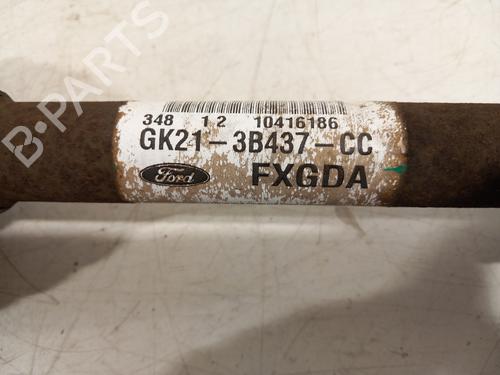 B-PARTS
348 1 2 10416186
GK21-3B437-CC
Ford FXGDA